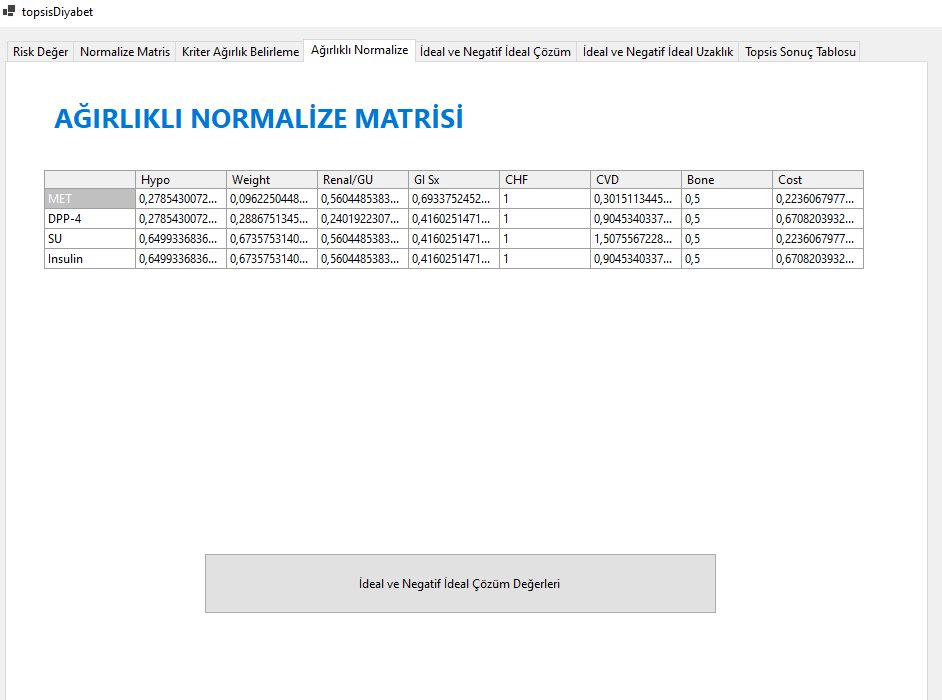 topsisDiyabet
Risk Değer Normalize Matris Kriter Ağırlık Belirleme Ağırlıklı Normalize İdeal ve Negatif İdeal Çözüm İdeal ve Negatif İdeal Uzaklık Topsis Sonuç Tablosu
AĞIRLIKLI NORMALİZE MATRİSİ
Hypo Weight Renal/GU GI Sx CHF CVD Bone Cost
MET 0,2785430072... 0,0962250448... 0,5604485383... 0,6933752452... 1 0,3015113445... 0,5 0,2236067977...
DPP-4 0,2785430072... 0,2886751345... 0,2401922307... 0,4160251471... 1 0,9045340337... 0,5 0,6708203932...
SU 0,6499336836... 0,6735753140... 0,5604485383... 0,4160251471... 1 1,5075567228... 0,5 0,2236067977...
Insulin 0,6499336836... 0,6735753140... 0,5604485383... 0,4160251471... 1 0,9045340337... 0,5 0,6708203932...
İdeal ve Negatif İdeal Çözüm Değerleri